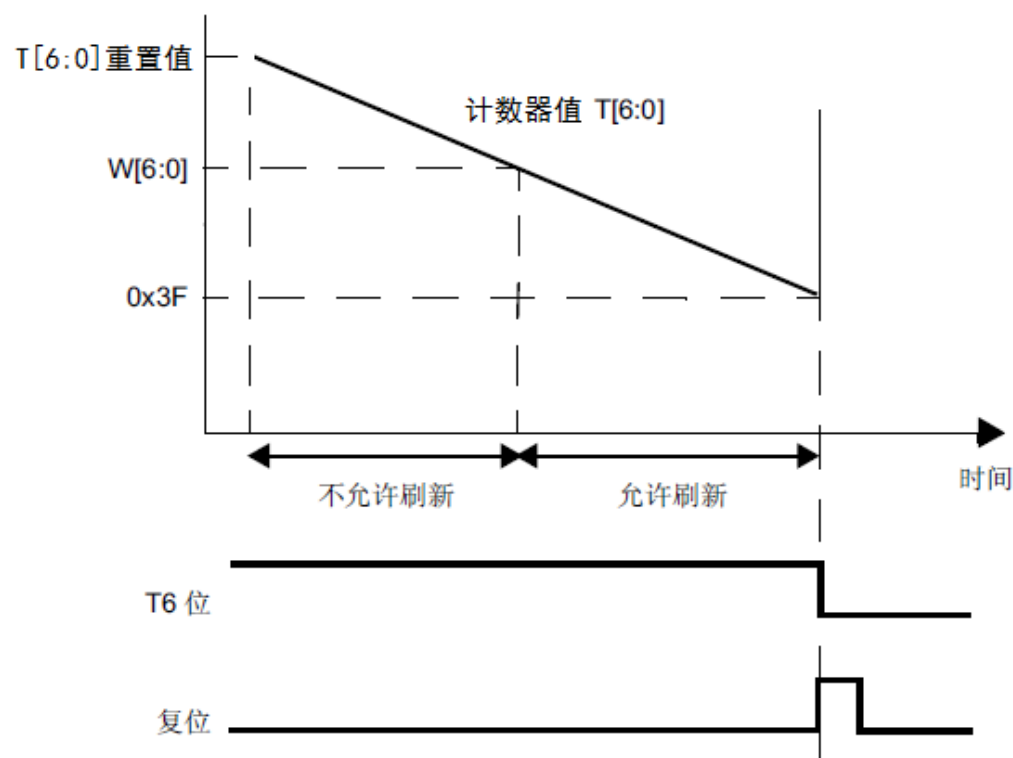 T[6:0]重置值
计数器值 T[6:0]
W[6:0]
0x3F
时间
不允许刷新
允许刷新
T6 位
复位